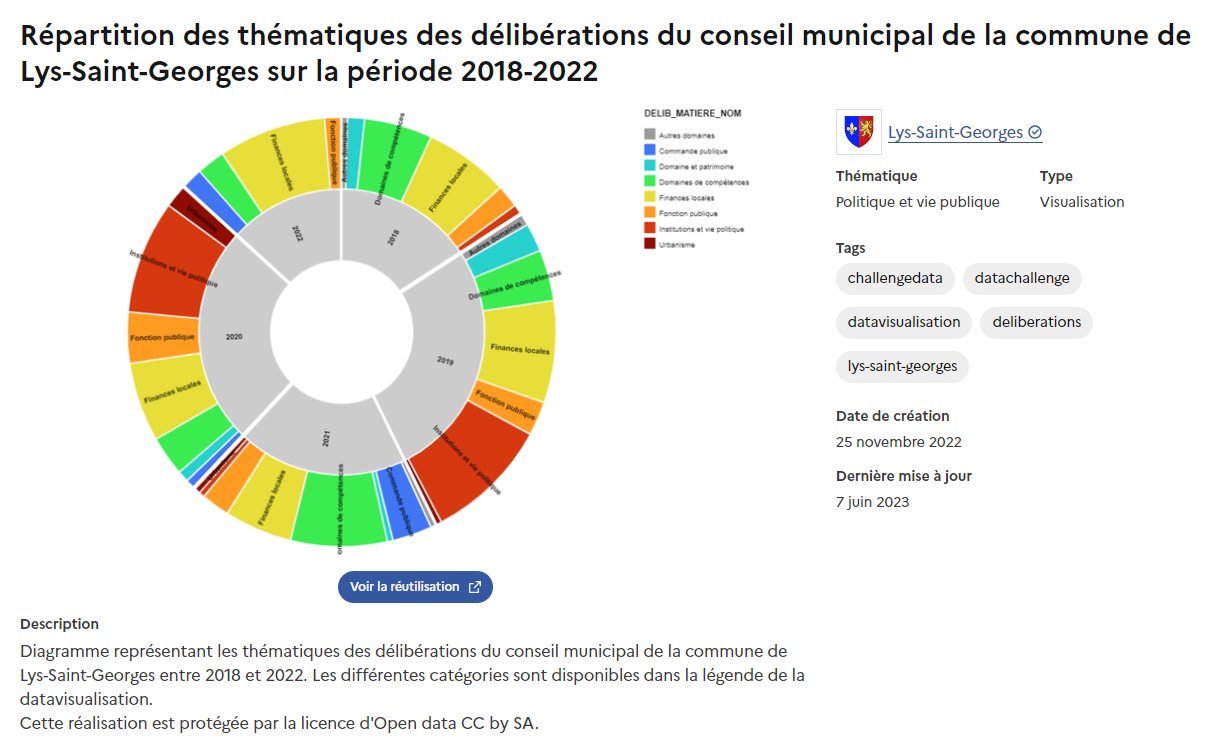 Répartition des thématiques des délibérations du conseil municipal de la commune de
Lys-Saint-Georges sur la période 2018-2022
Autres domaines
Domaines de compétences
Finances locales
2018
Autres domaines
Domaines de compétences
Finances locales
Fonction publique
Institutions et vie politique
2019
Commande publique
omaines de compétences
Finances locales
2021
Finances locales
Fonction publique
Institutions et vie politique
Urbanisme
2020
Finances locales
Fonction publique
2022
DELIB_MATIERE_NOM
Autres domaines
Commande publique
Domaine et patrimoine
Domaines de compétences
Finances locales
Fonction publique
Institutions et vie politique
Urbanisme
Lys-Saint-Georges
Thématique
Type
Politique et vie publique
Visualisation
Tags
challengedata
datachallenge
datavisualisation
deliberations
lys-saint-georges
Date de création
25 novembre 2022
Dernière mise à jour
7 juin 2023
Voir la réutilisation
Description
Diagramme représentant les thématiques des délibérations du conseil municipal de la commune de
Lys-Saint-Georges entre 2018 et 2022. Les différentes catégories sont disponibles dans la légende de la
datavisualisation.
Cette réalisation est protégée par la licence d'Open data CC by SA.